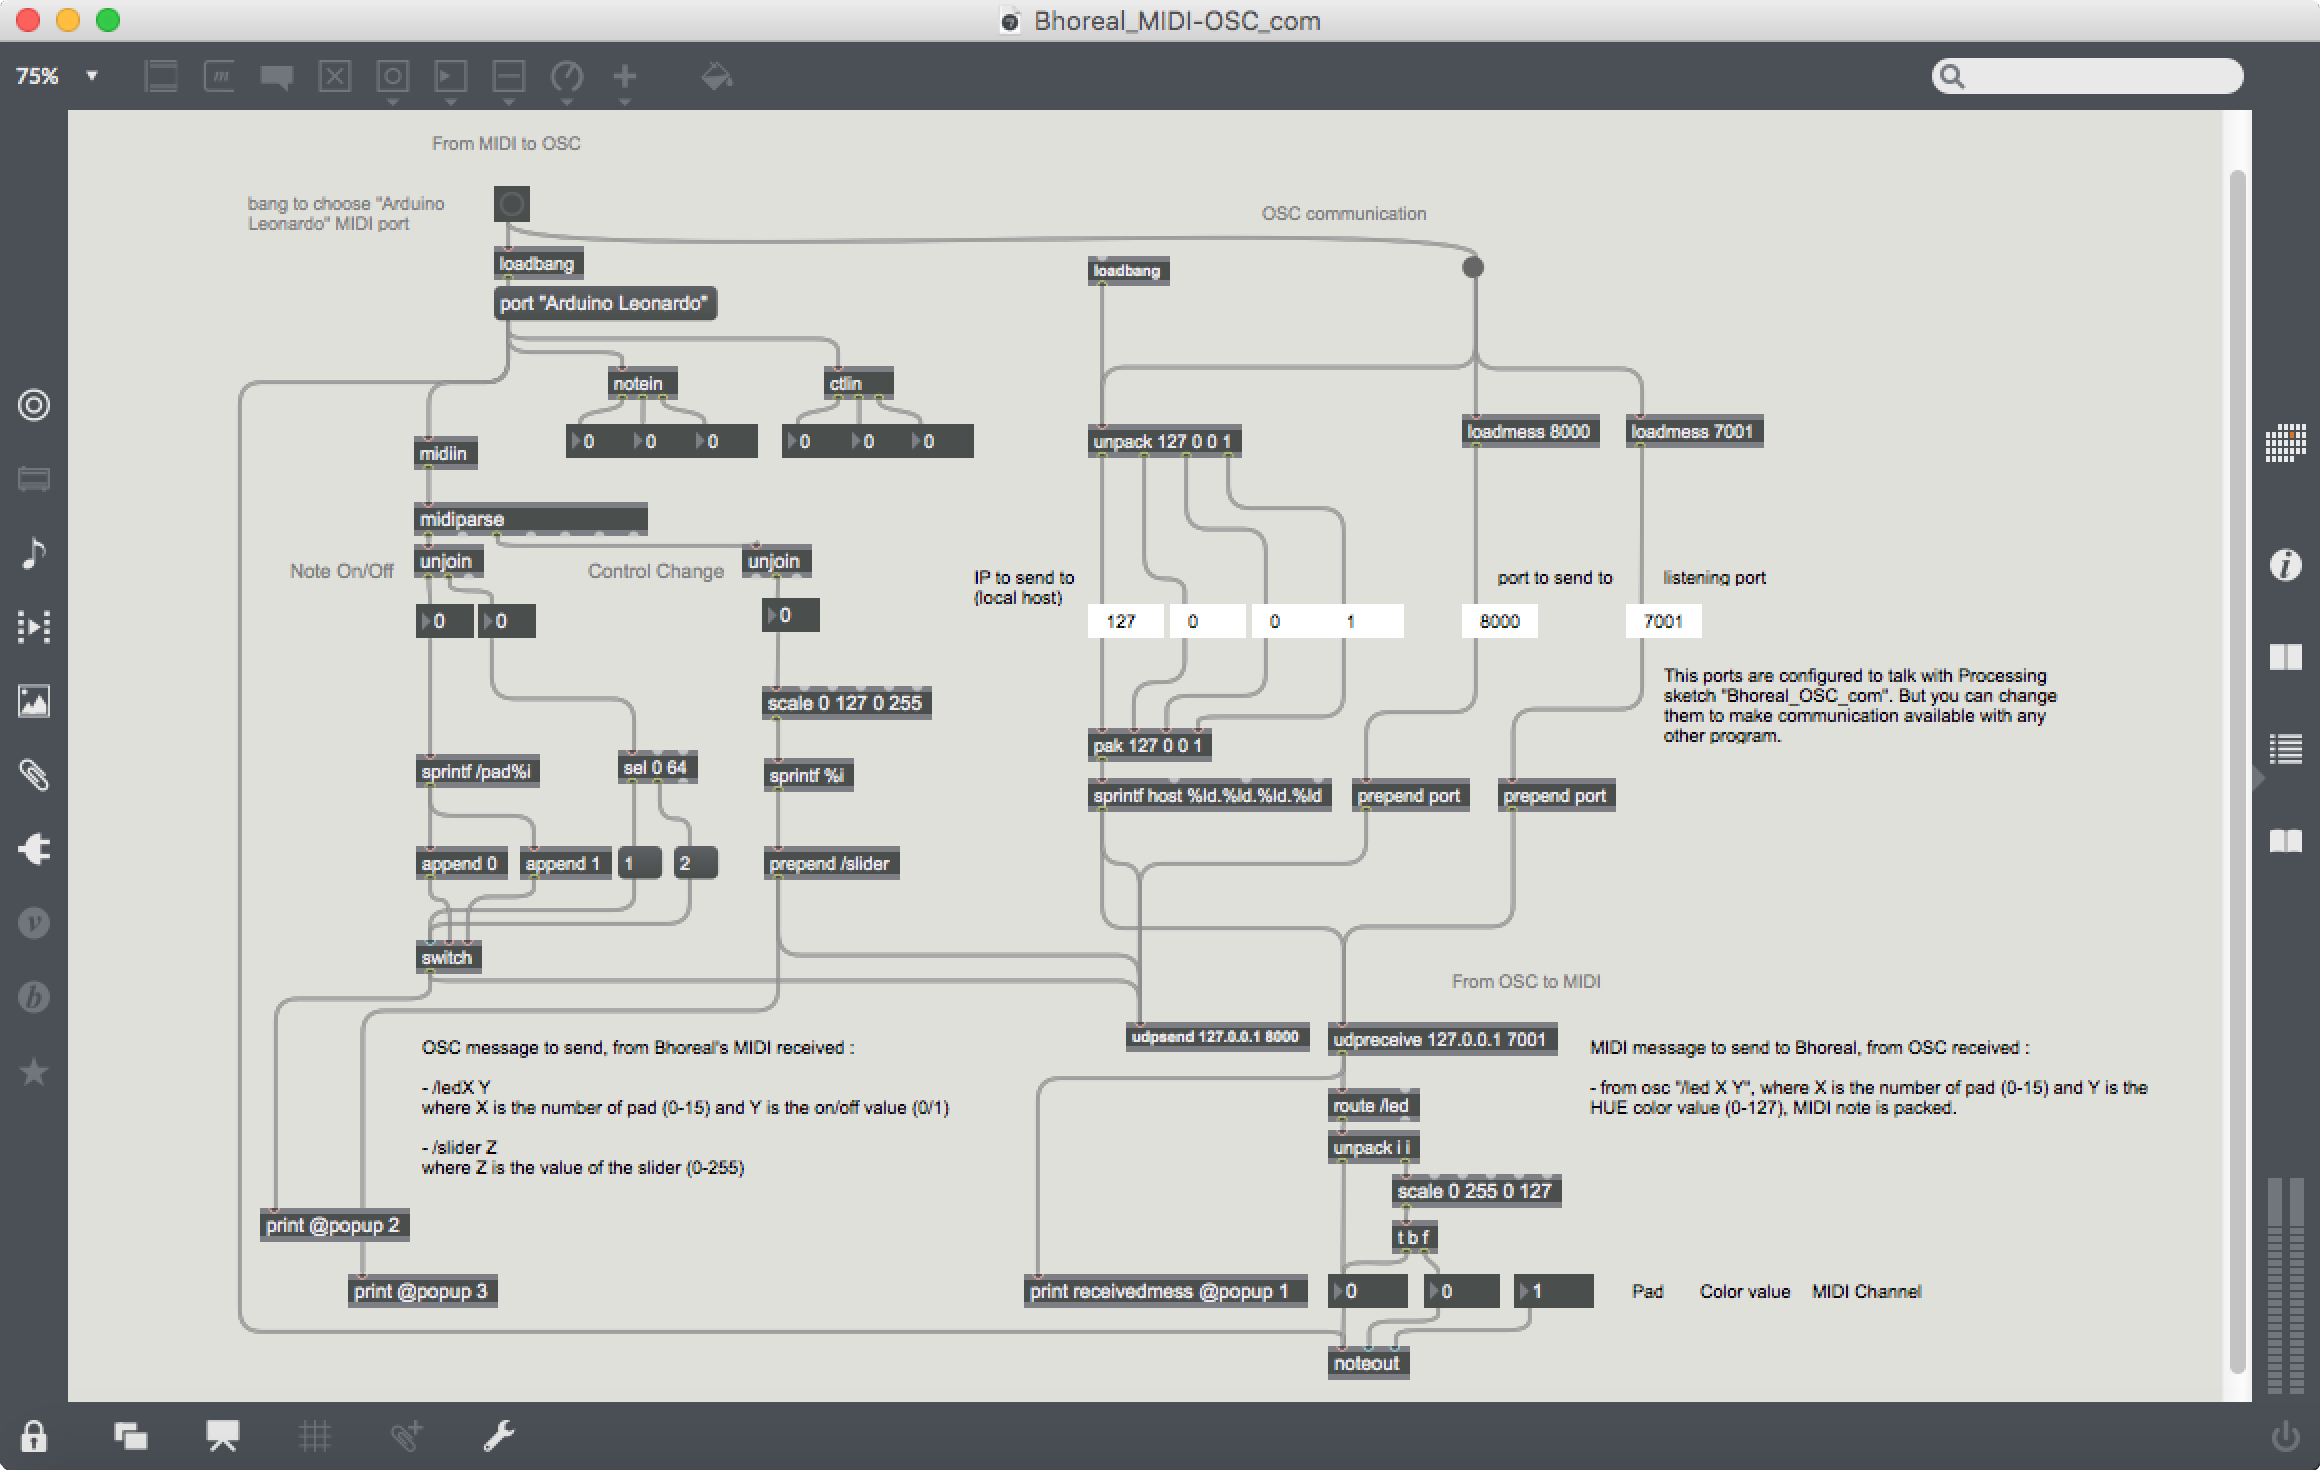 Bhoreal_MIDI-OSC_com
75%
m
From MIDI to OSC
bang to choose "Arduino
Leonardo" MIDI port
OSC communication
loadbang
loadbang
port "Arduino Leonardo"
notein
ctlin
0 0 0
0 0 0
midiin
unpack 127 0 0 1
loadmess 8000
loadmess 7001
midiparse
Note On/Off
unjoin
Control Change
unjoin
IP to send to
(local host)
port to send to
listening port
0
0
0
127
0
0
1
8000
7001
This ports are configured to talk with Processing
sketch "Bhoreal_OSC_com". But you can change
them to make communication available with any
other program.
scale 0 127 0 255
pak 127 0 0 1
sprintf /pad%i
sel 0 64
sprintf %i
sprintf host %ld.%ld.%ld.%ld
prepend port
prepend port
append 0
append 1
1
2
prepend /slider
switch
From OSC to MIDI
udpsend 127.0.0.1 8000
udpreceive 127.0.0.1 7001
OSC message to send, from Bhoreal's MIDI received :
- /ledX Y
where X is the number of pad (0-15) and Y is the on/off value (0/1)
- /slider Z
where Z is the value of the slider (0-255)
MIDI message to send to Bhoreal, from OSC received :
- from osc "/led X Y", where X is the number of pad (0-15) and Y is the
HUE color value (0-127), MIDI note is packed.
route /led
unpack i i
scale 0 255 0 127
print @popup 2
t b f
print @popup 3
print receivedmess @popup 1
0
0
1
Pad
Color value
MIDI Channel
noteout
i
v
b